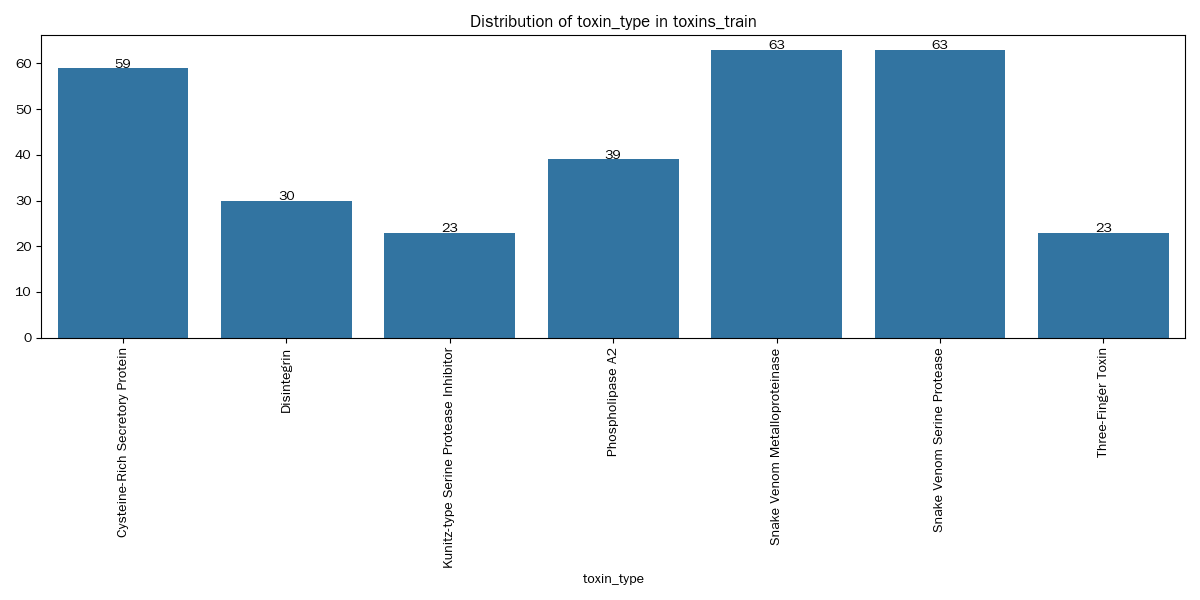 Distribution of toxin_type in toxins_train
60
50
40
30
20
10
0
59
30
23
39
63
63
23
Cysteine-Rich Secretory Protein
Disintegrin
Kunitz-type Serine Protease Inhibitor
Phospholipase A2
Snake Venom Metalloproteinase
Snake Venom Serine Protease
Three-Finger Toxin
toxin_type